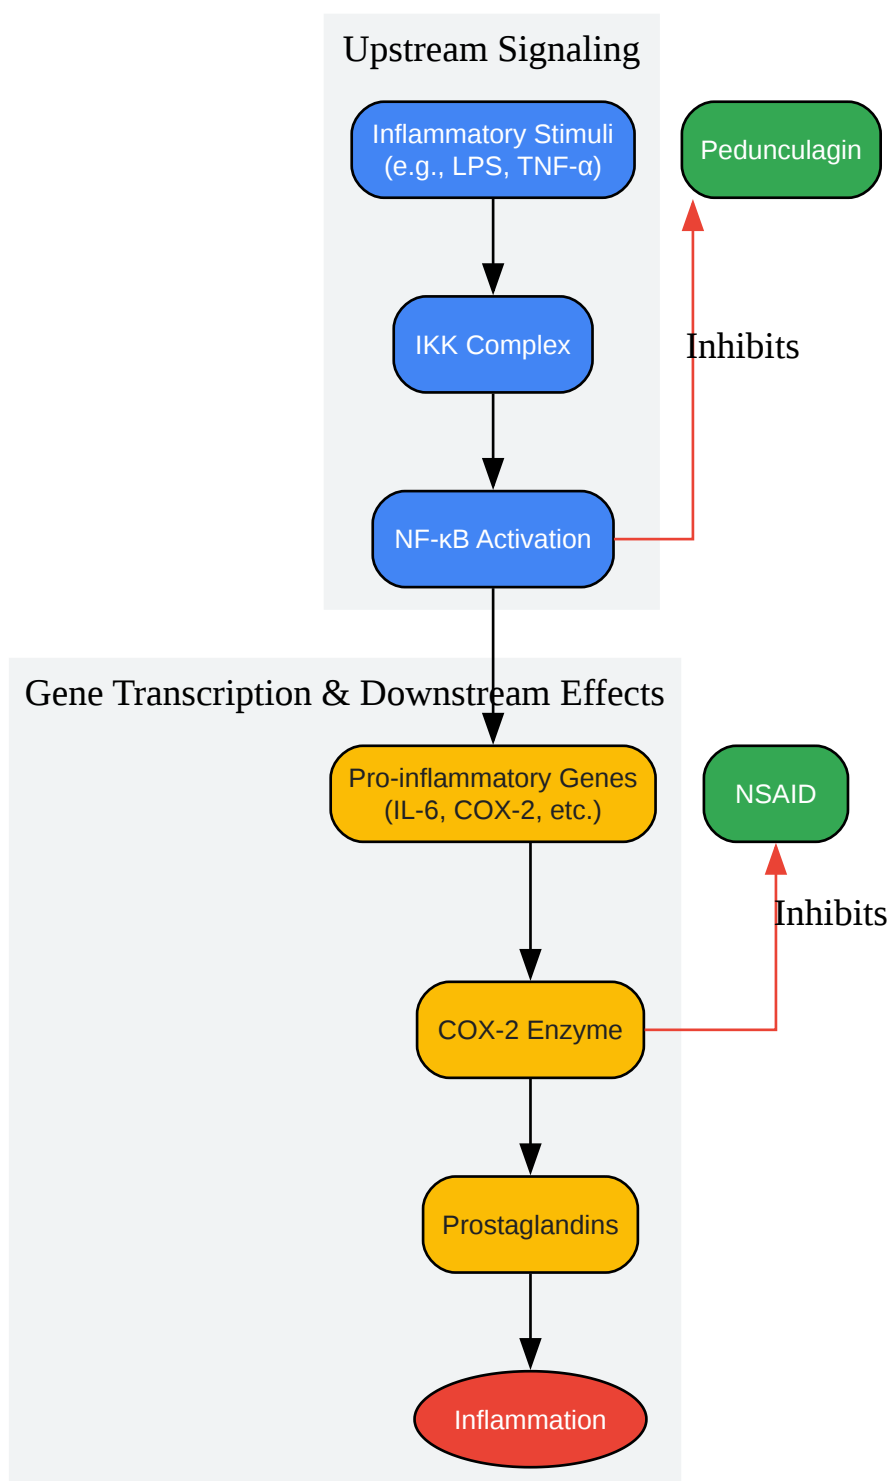 Upstream Signaling
Inflammatory Stimuli
(e.g., LPS, TNF-α)
Pedunculagin
IKK Complex
Inhibits
NF-κB Activation
Gene Transcription & Downstream Effects
Pro-inflammatory Genes
(IL-6, COX-2, etc.)
NSAID
Inhibits
COX-2 Enzyme
Prostaglandins
Inflammation